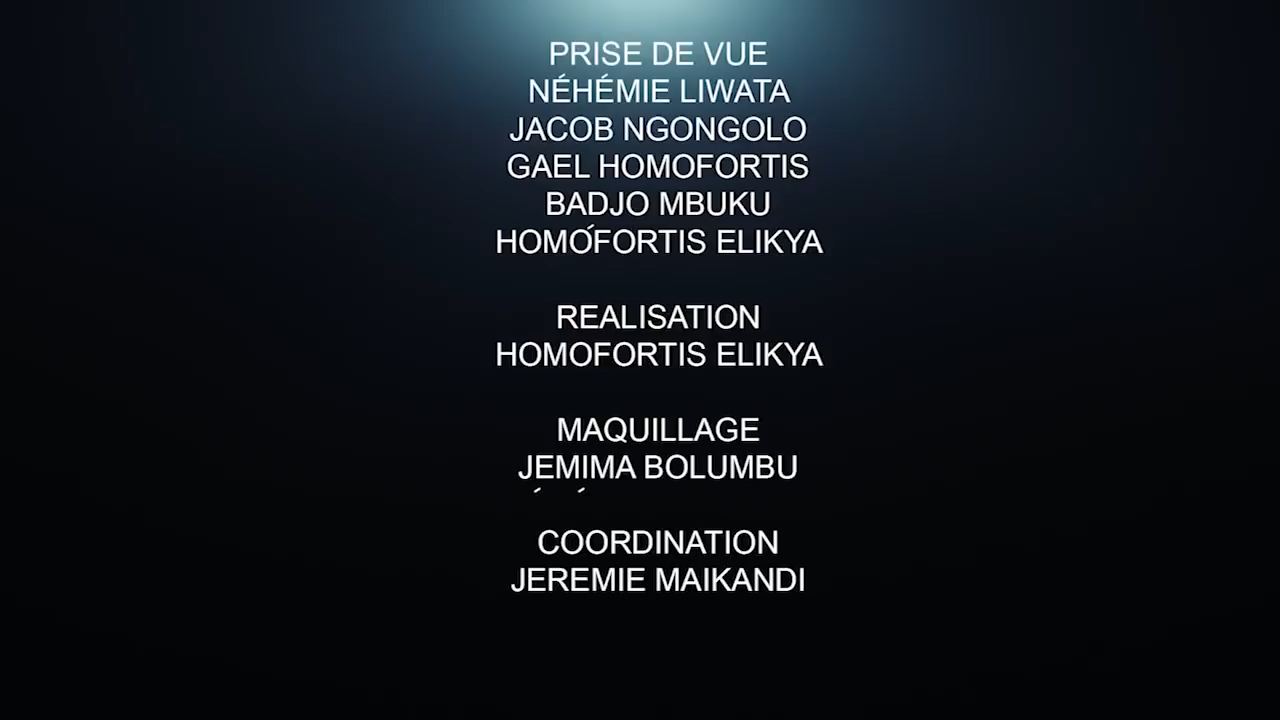 PRISE DE VUE
NÉHÉMIE LIWATA
JACOB NGONGOLO
GAEL HOMOFORTIS
BADJO MBUKU
HOMOFORTIS ELIKYA
REALISATION
HOMOFORTIS ELIKYA
MAQUILLAGE
JEMIMA BOLUMBU
COORDINATION
JEREMIE MAIKANDI